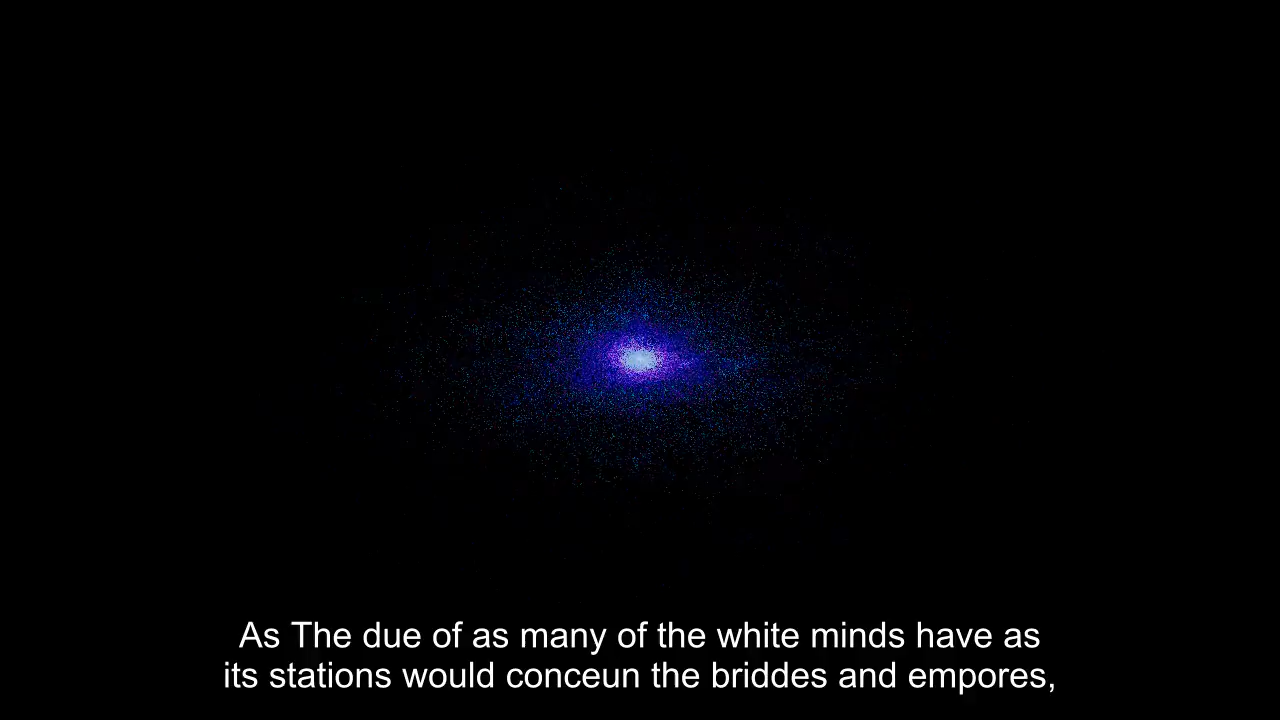 As The due of as many of the white minds have as
its stations would conceun the briddes and empores,